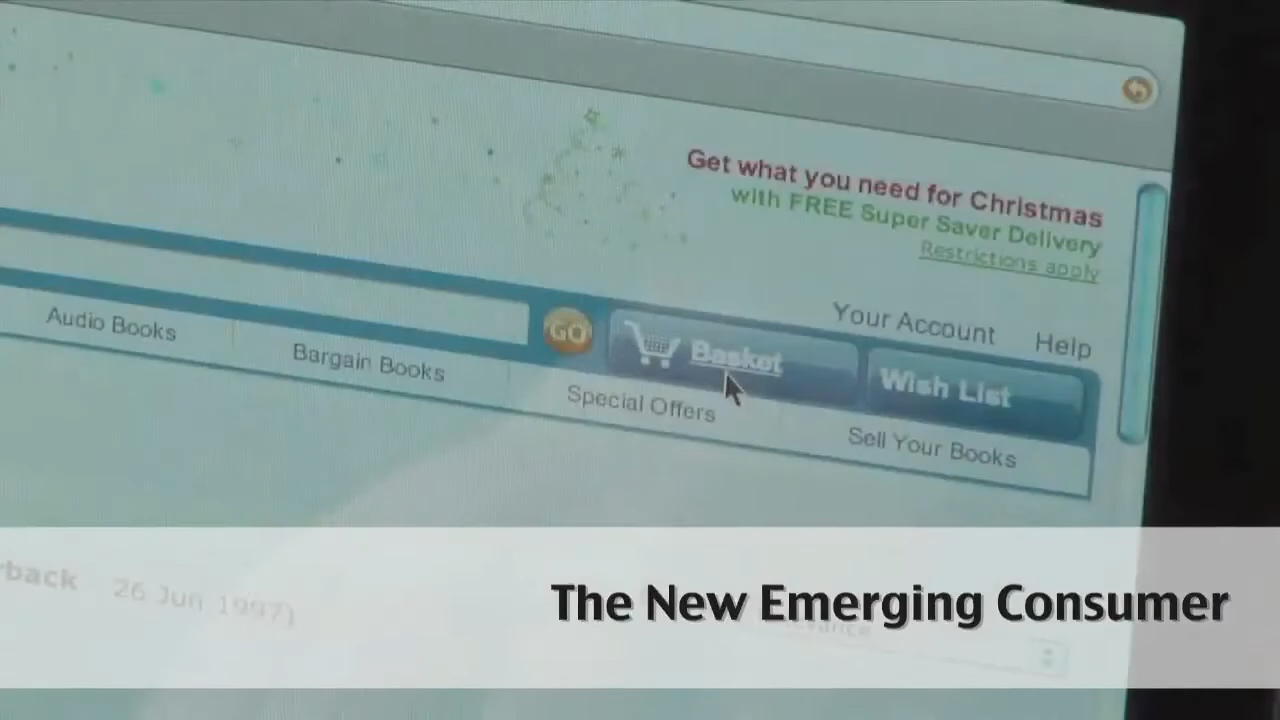 Get what you need for Christmas
with FREE Super Saver Delivery
Restrictions apply
Your Account Help
GO Basket Wish List
Audio Books Bargain Books Special Offers Sell Your Books
rback 26 Jun 1997)
The New Emerging Consumer